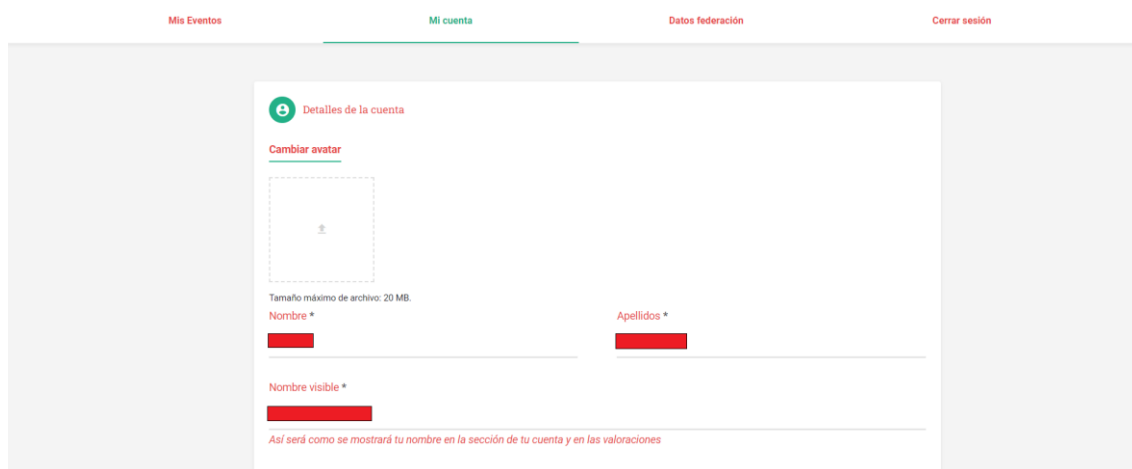 Mis Eventos Mi cuenta Datos federación Cerrar sesión
Detalles de la cuenta
Cambiar avatar
Tamaño máximo de archivo: 20 MB.
Nombre * Apellidos *
Nombre visible *
Así será como se mostrará tu nombre en la sección de tu cuenta y en las valoraciones